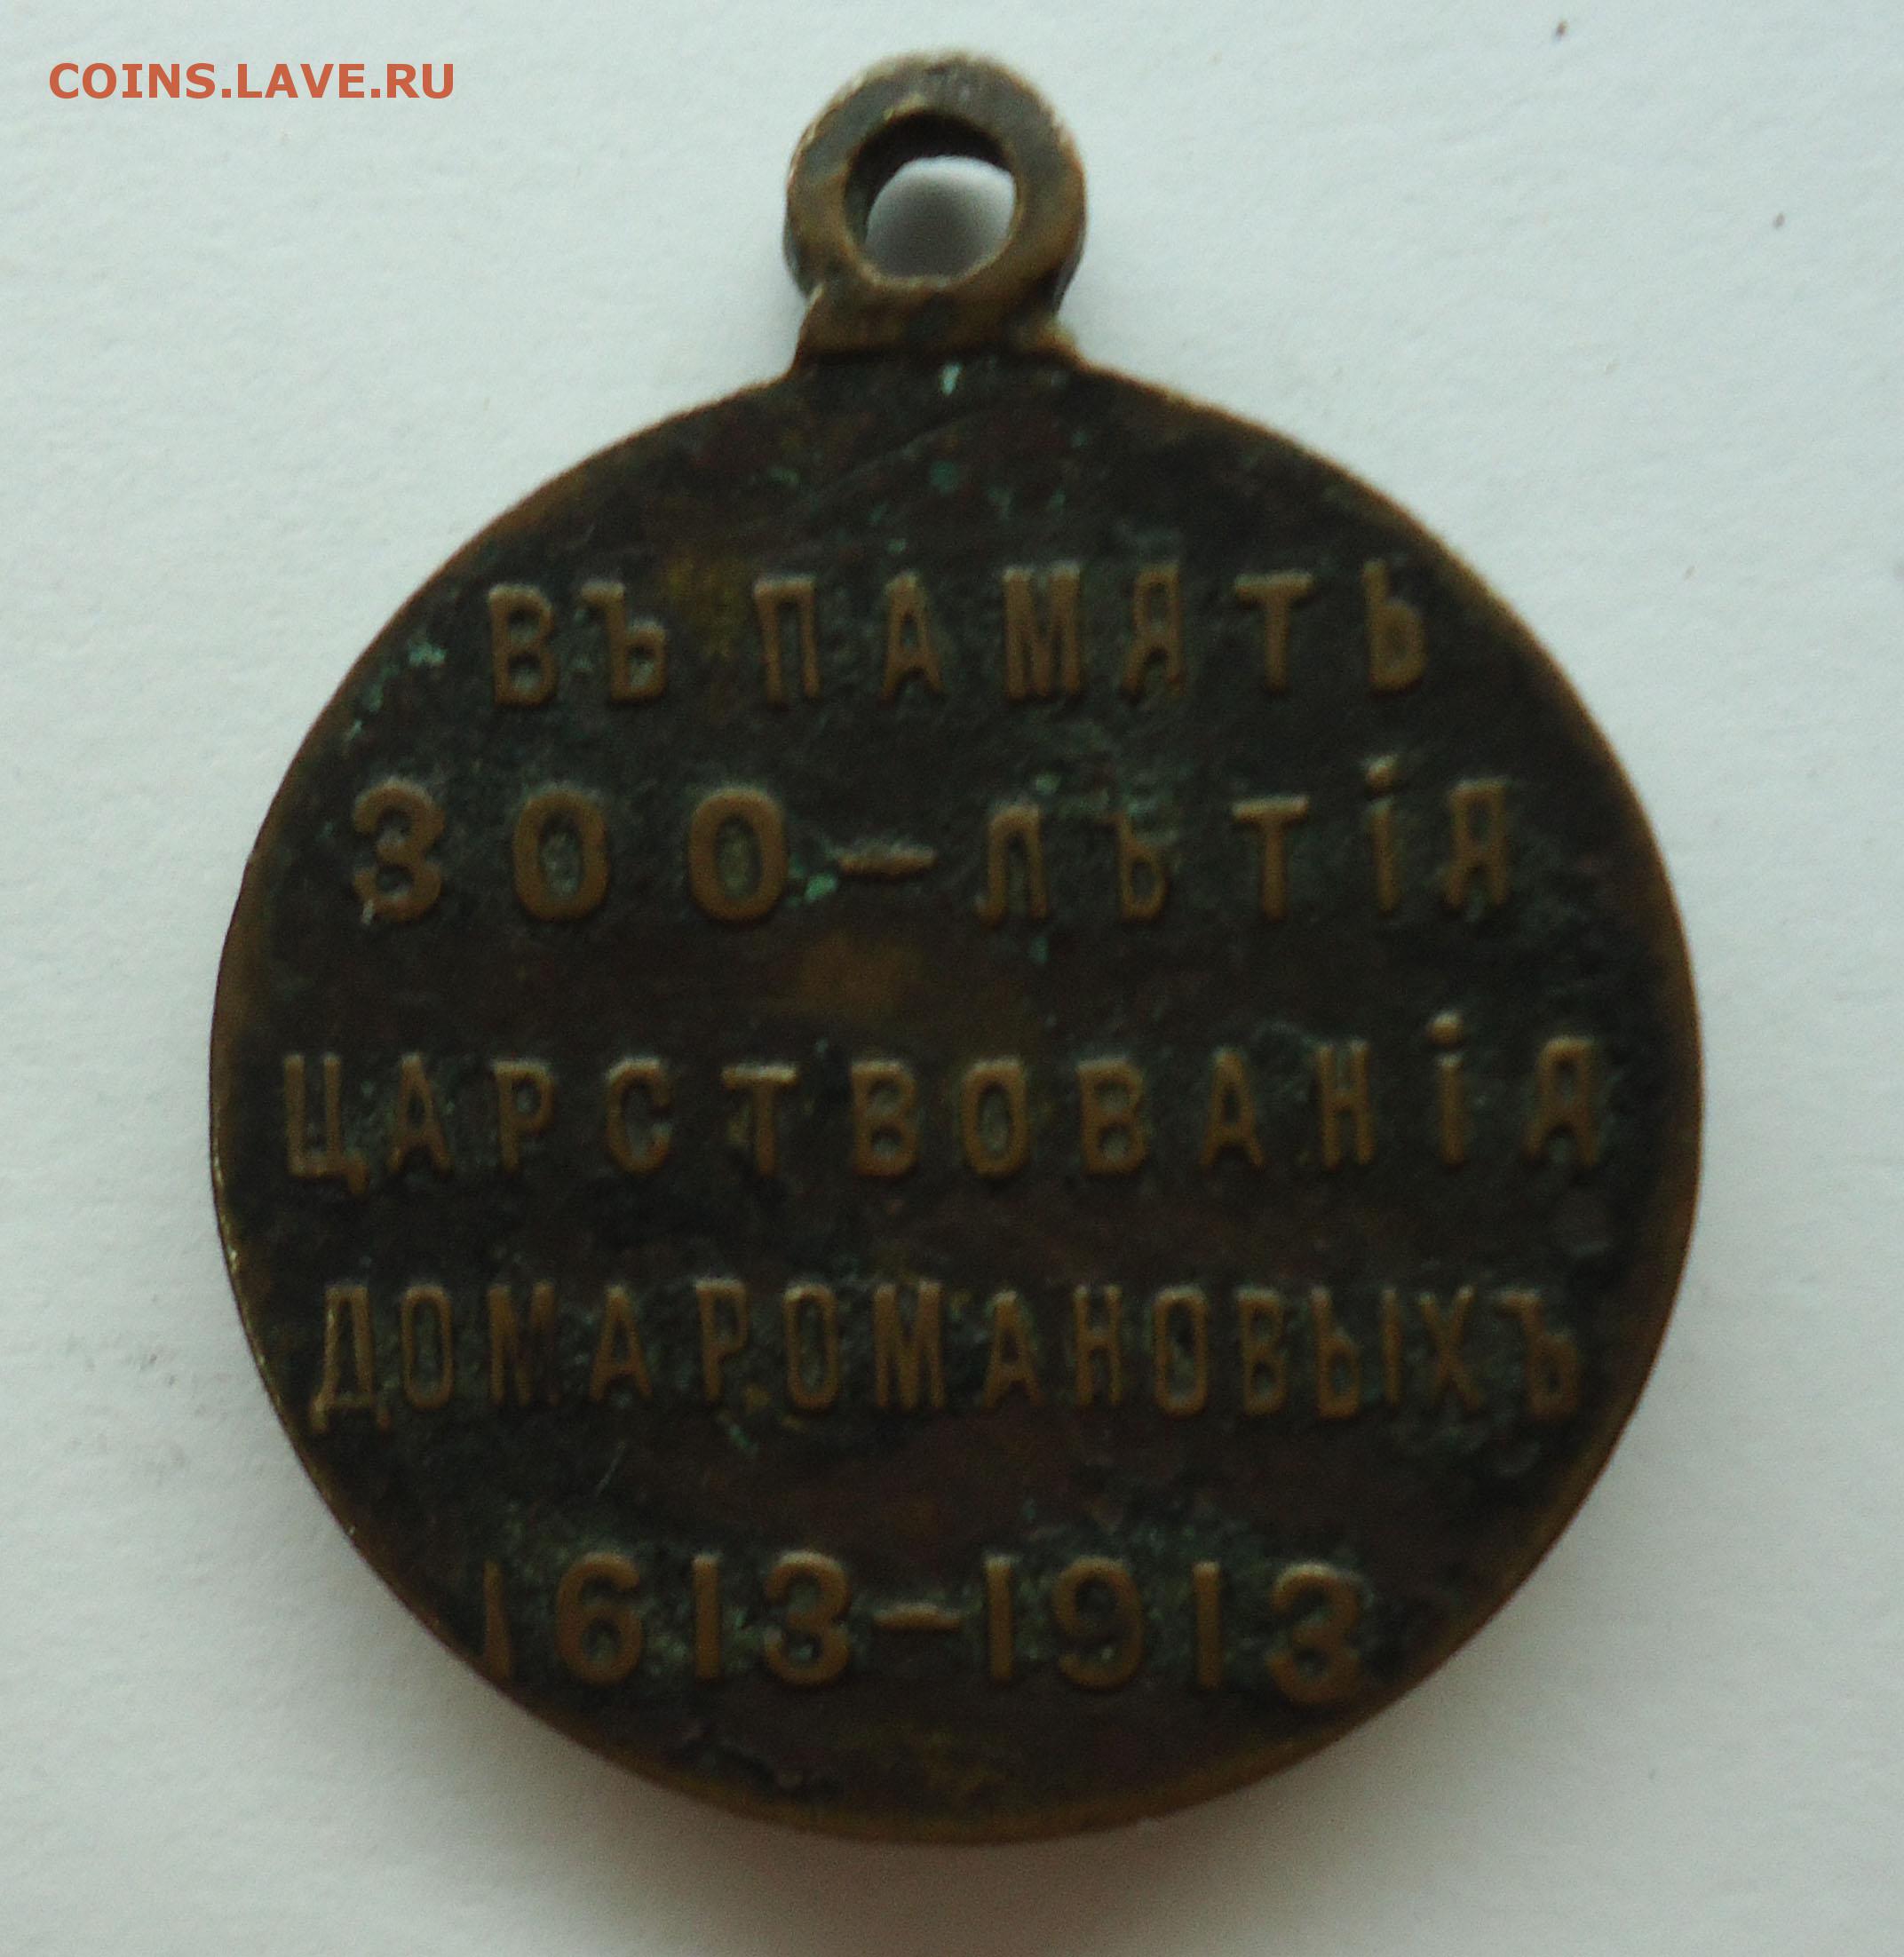 COINS.LAVE.RU
ВЪ ПАМЯТЬ
300-ЛѢТІЯ
ЦАРСТВОВАНІЯ
ДОМА РОМАНОВЫХЪ
1613-1913